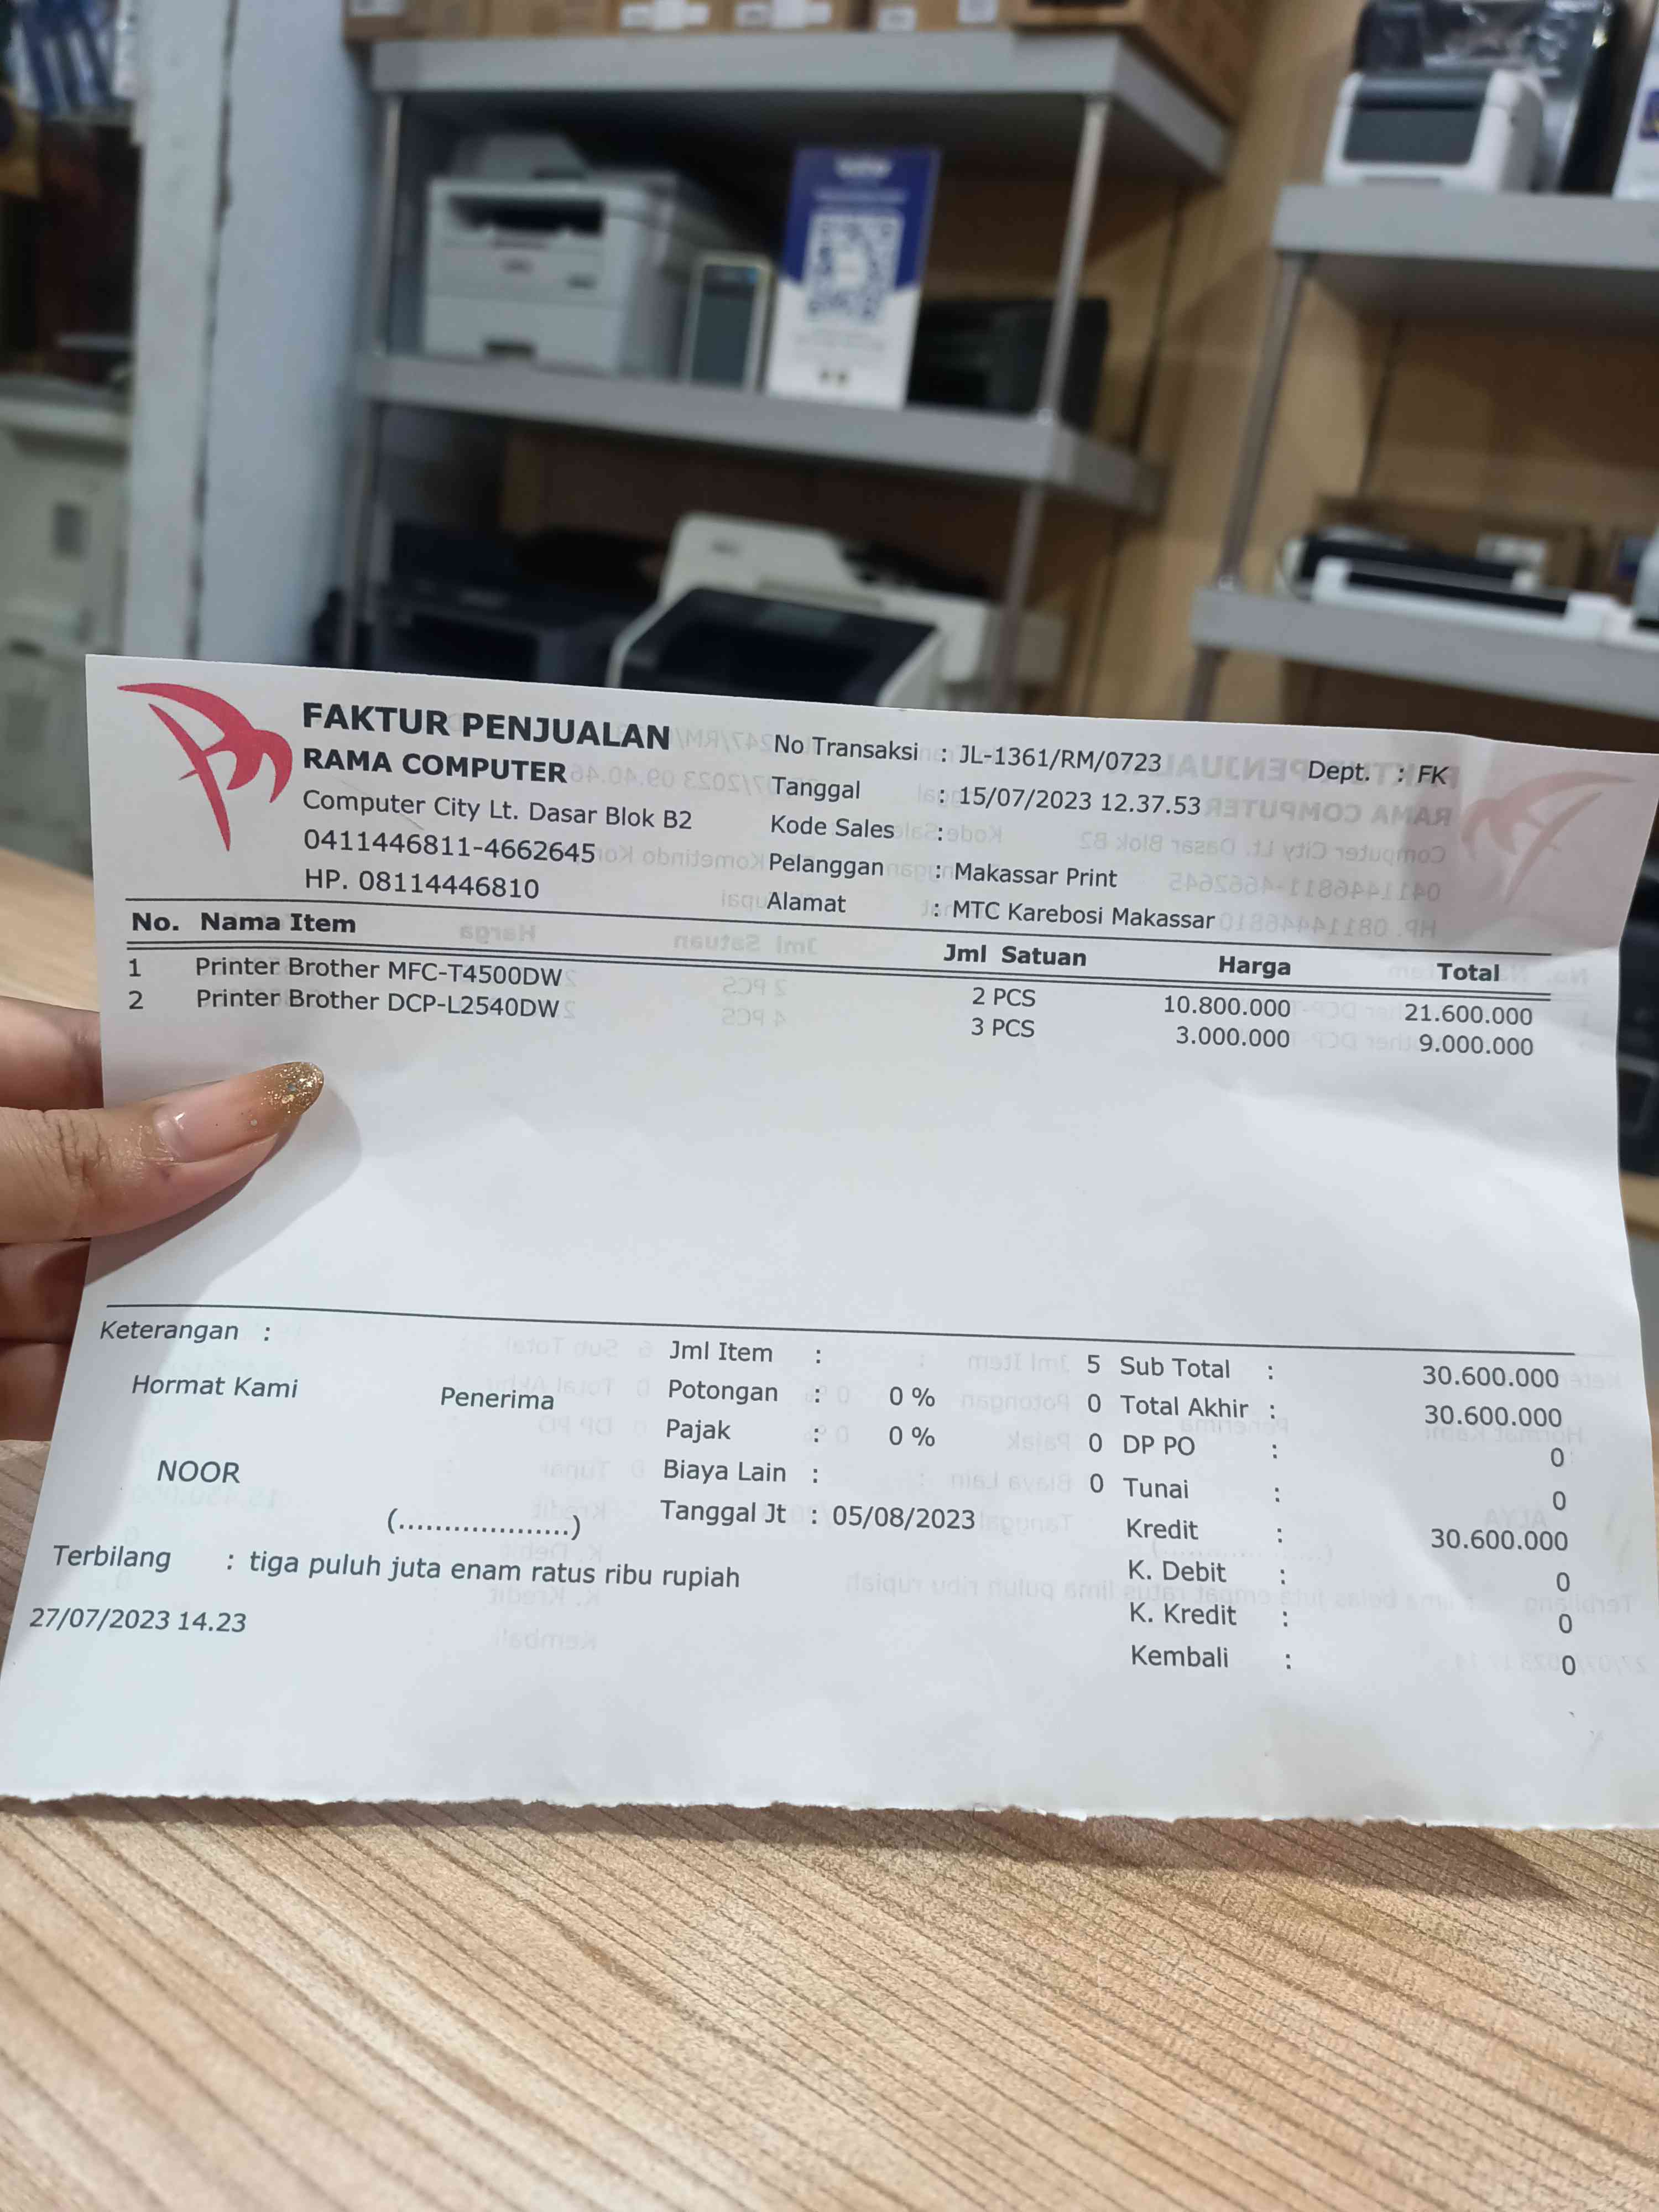 FAKTUR PENJUALAN
RAMA COMPUTER
Computer City Lt. Dasar Blok B2
0411446811-4662645
HP. 08114446810
No Transaksi : JL-1361/RM/0723
Dept. : FK
Tanggal : 15/07/2023 12.37.53
Kode Sales :
Pelanggan : Makassar Print
Alamat : MTC Karebosi Makassar
No. Nama Item Jml Satuan Harga Total
1 Printer Brother MFC-T4500DW 2 PCS 10.800.000 21.600.000
2 Printer Brother DCP-L2540DW 3 PCS 3.000.000 9.000.000
Keterangan :
Hormat Kami
Penerima
NOOR
(...................)
Jml Item : 5
Potongan : 0 % 0
Pajak : 0 % 0
Biaya Lain : 0
Tanggal Jt : 05/08/2023
Sub Total : 30.600.000
Total Akhir : 30.600.000
DP PO : 0
Tunai : 0
Kredit : 30.600.000
K. Debit : 0
K. Kredit : 0
Kembali : 0
Terbilang : tiga puluh juta enam ratus ribu rupiah
27/07/2023 14.23